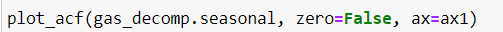 plot_acf(gas_decomp.seasonal, zero=False, ax=ax1)